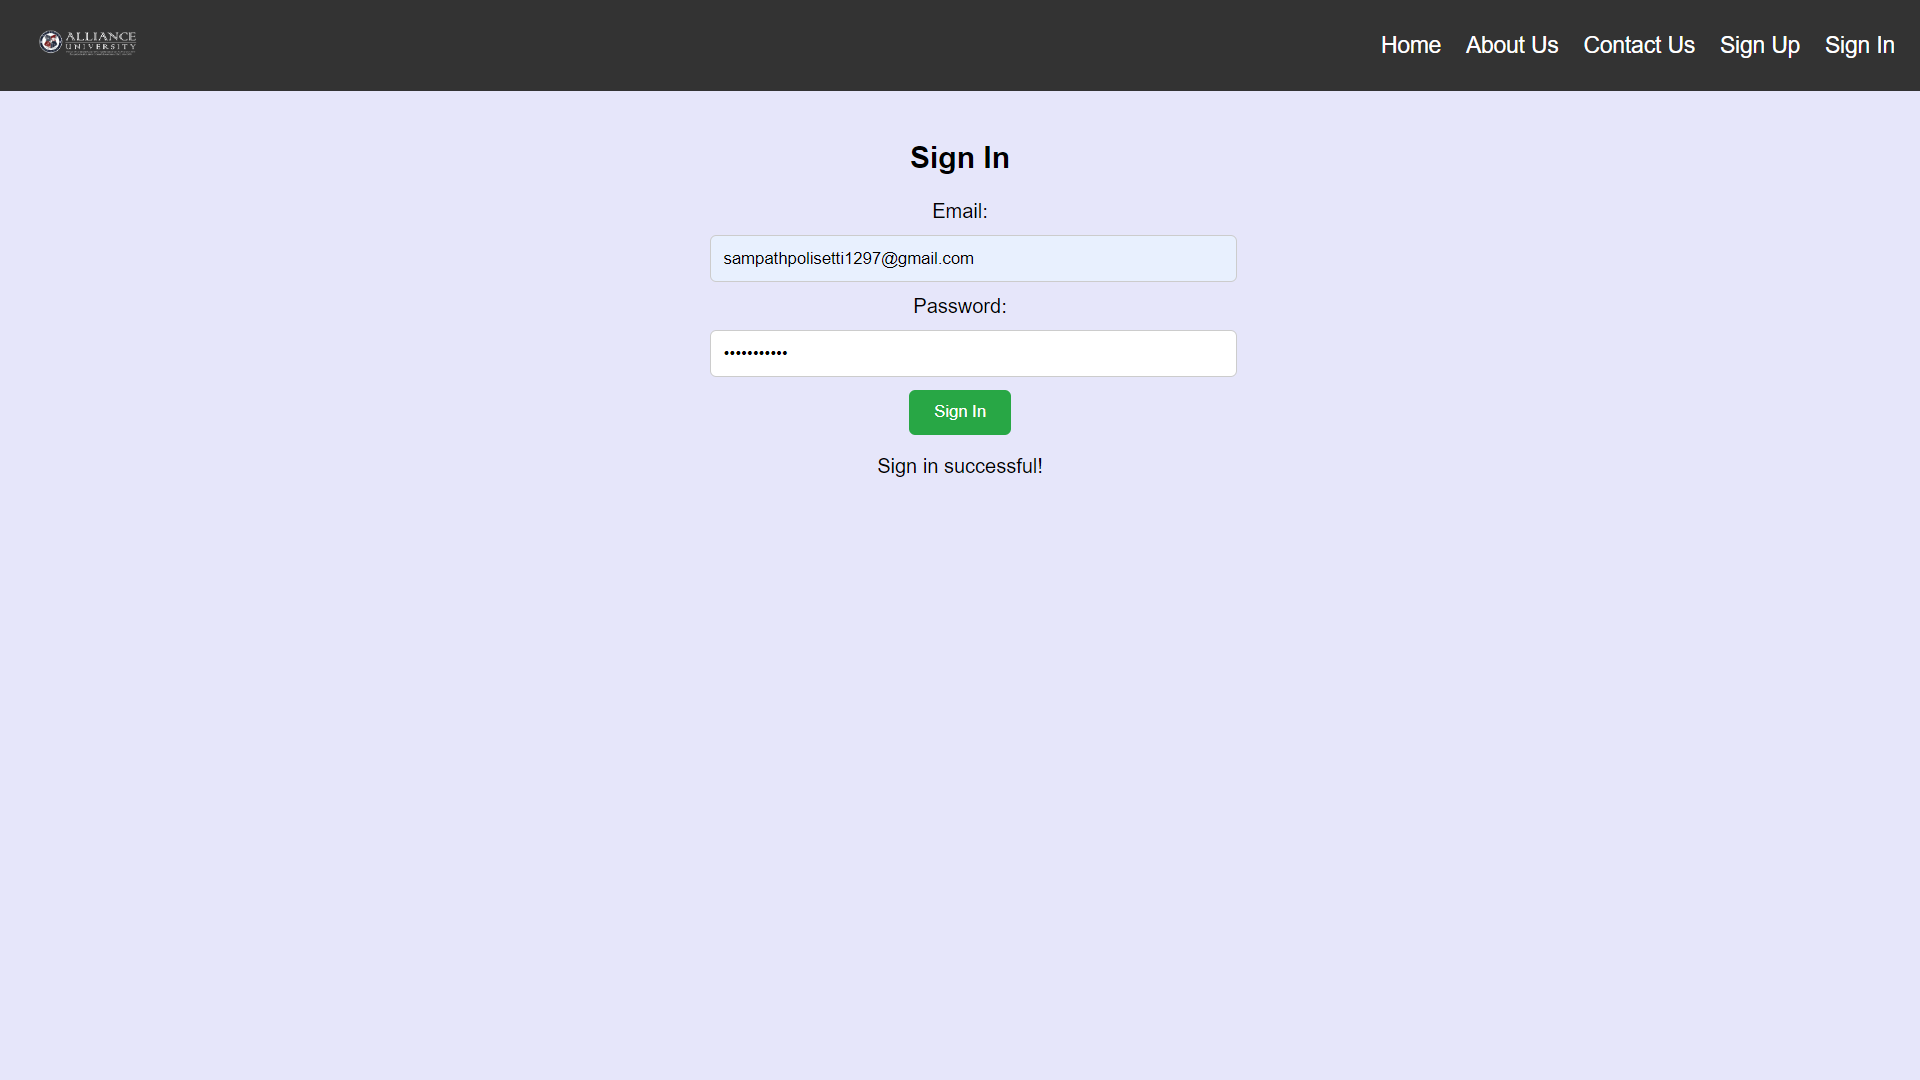 ALLIANCE
UNIVERSITY
Home About Us Contact Us Sign Up Sign In
Sign In
Email:
sampathpolisetti1297@gmail.com
Password:
•••••••••••
Sign In
Sign in successful!